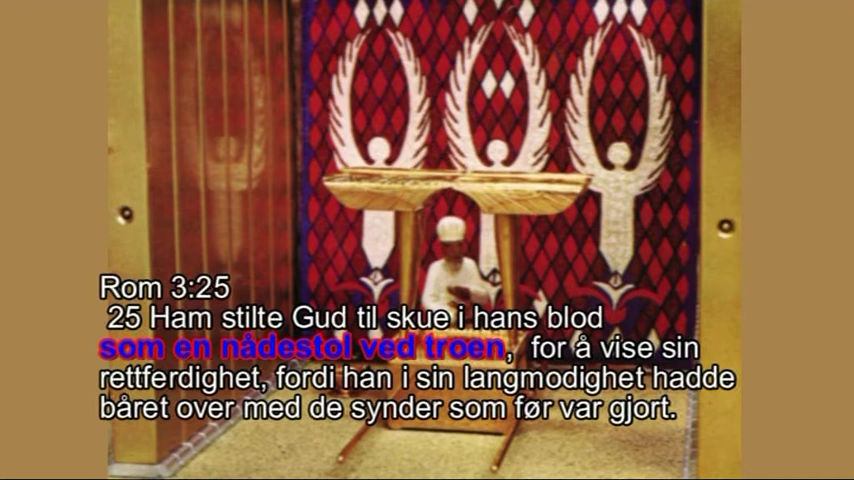 Rom 3:25
25 Ham stilte Gud til skue i hans blod
som en nådestol ved troen, for å vise sin
rettferdighet, fordi han i sin langmodighet hadde
båret over med de synder som før var gjort.